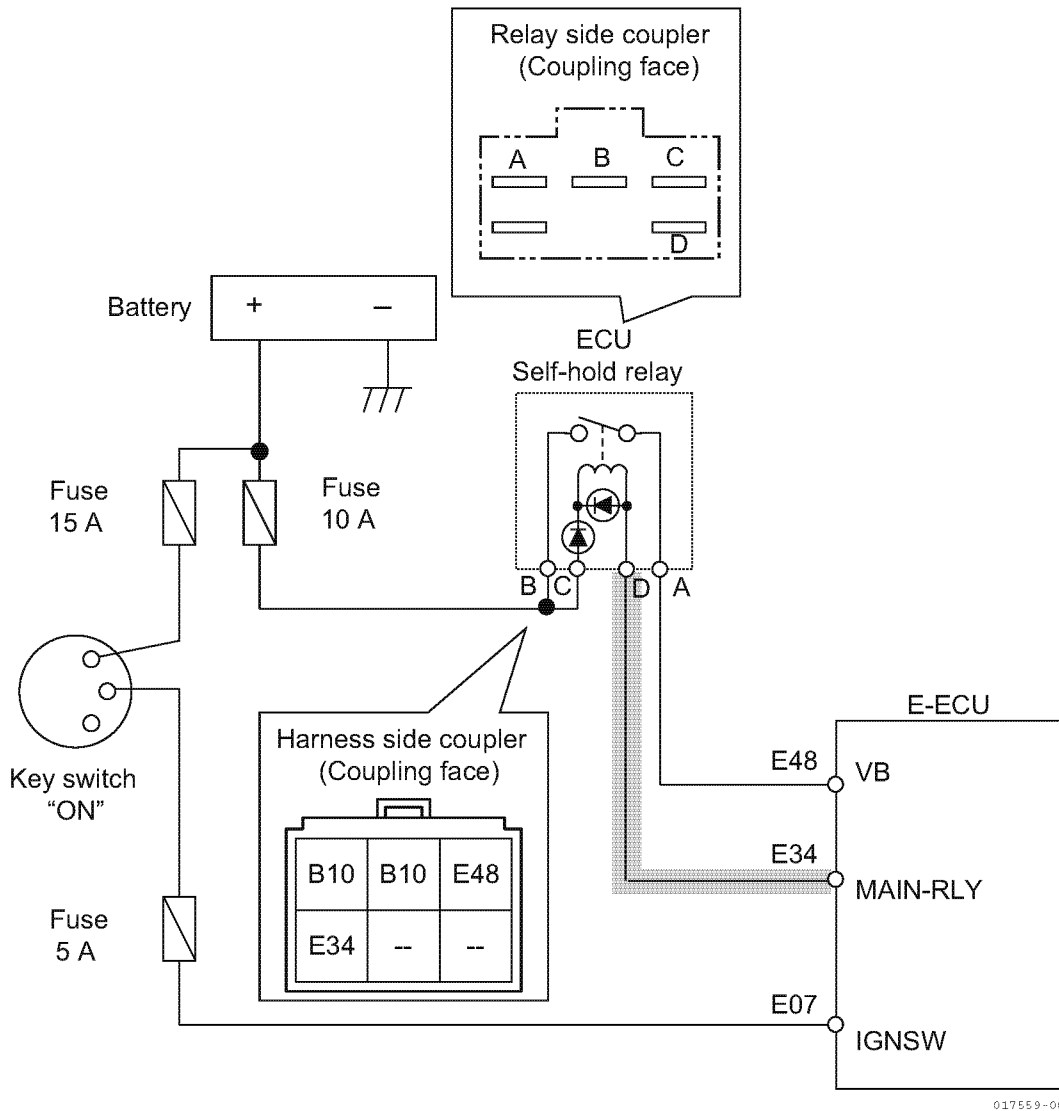 Relay side coupler
(Coupling face)
A B C
D
Battery + –
ECU
Self-hold relay
Fuse
15 A
Fuse
10 A
B C D A
Key switch
“ON”
Harness side coupler
(Coupling face)
B10 B10 E48
E34 -- --
Fuse
5 A
E-ECU
E48 VB
E34 MAIN-RLY
E07 IGNSW